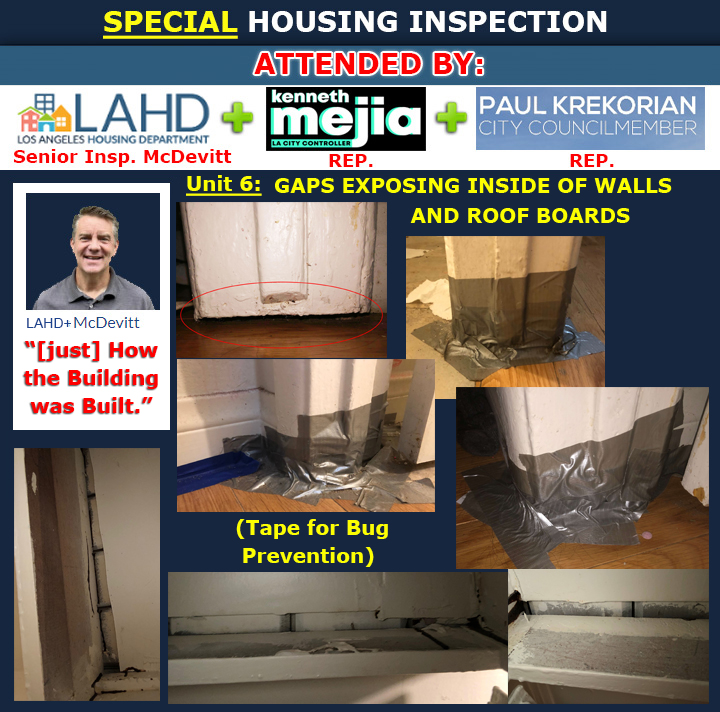 SPECIAL HOUSING INSPECTION
ATTENDED BY:
LAHD
LOS ANGELES HOUSING DEPARTMENT
Senior Insp. McDevitt
+
kenneth
mejia
LA CITY CONTROLLER
REP.
+
PAUL KREKORIAN
CITY COUNCILMEMBER
REP.
Unit 6: GAPS EXPOSING INSIDE OF WALLS
AND ROOF BOARDS
LAHD+McDevitt
“[just] How
the Building
was Built.”
(Tape for Bug
Prevention)